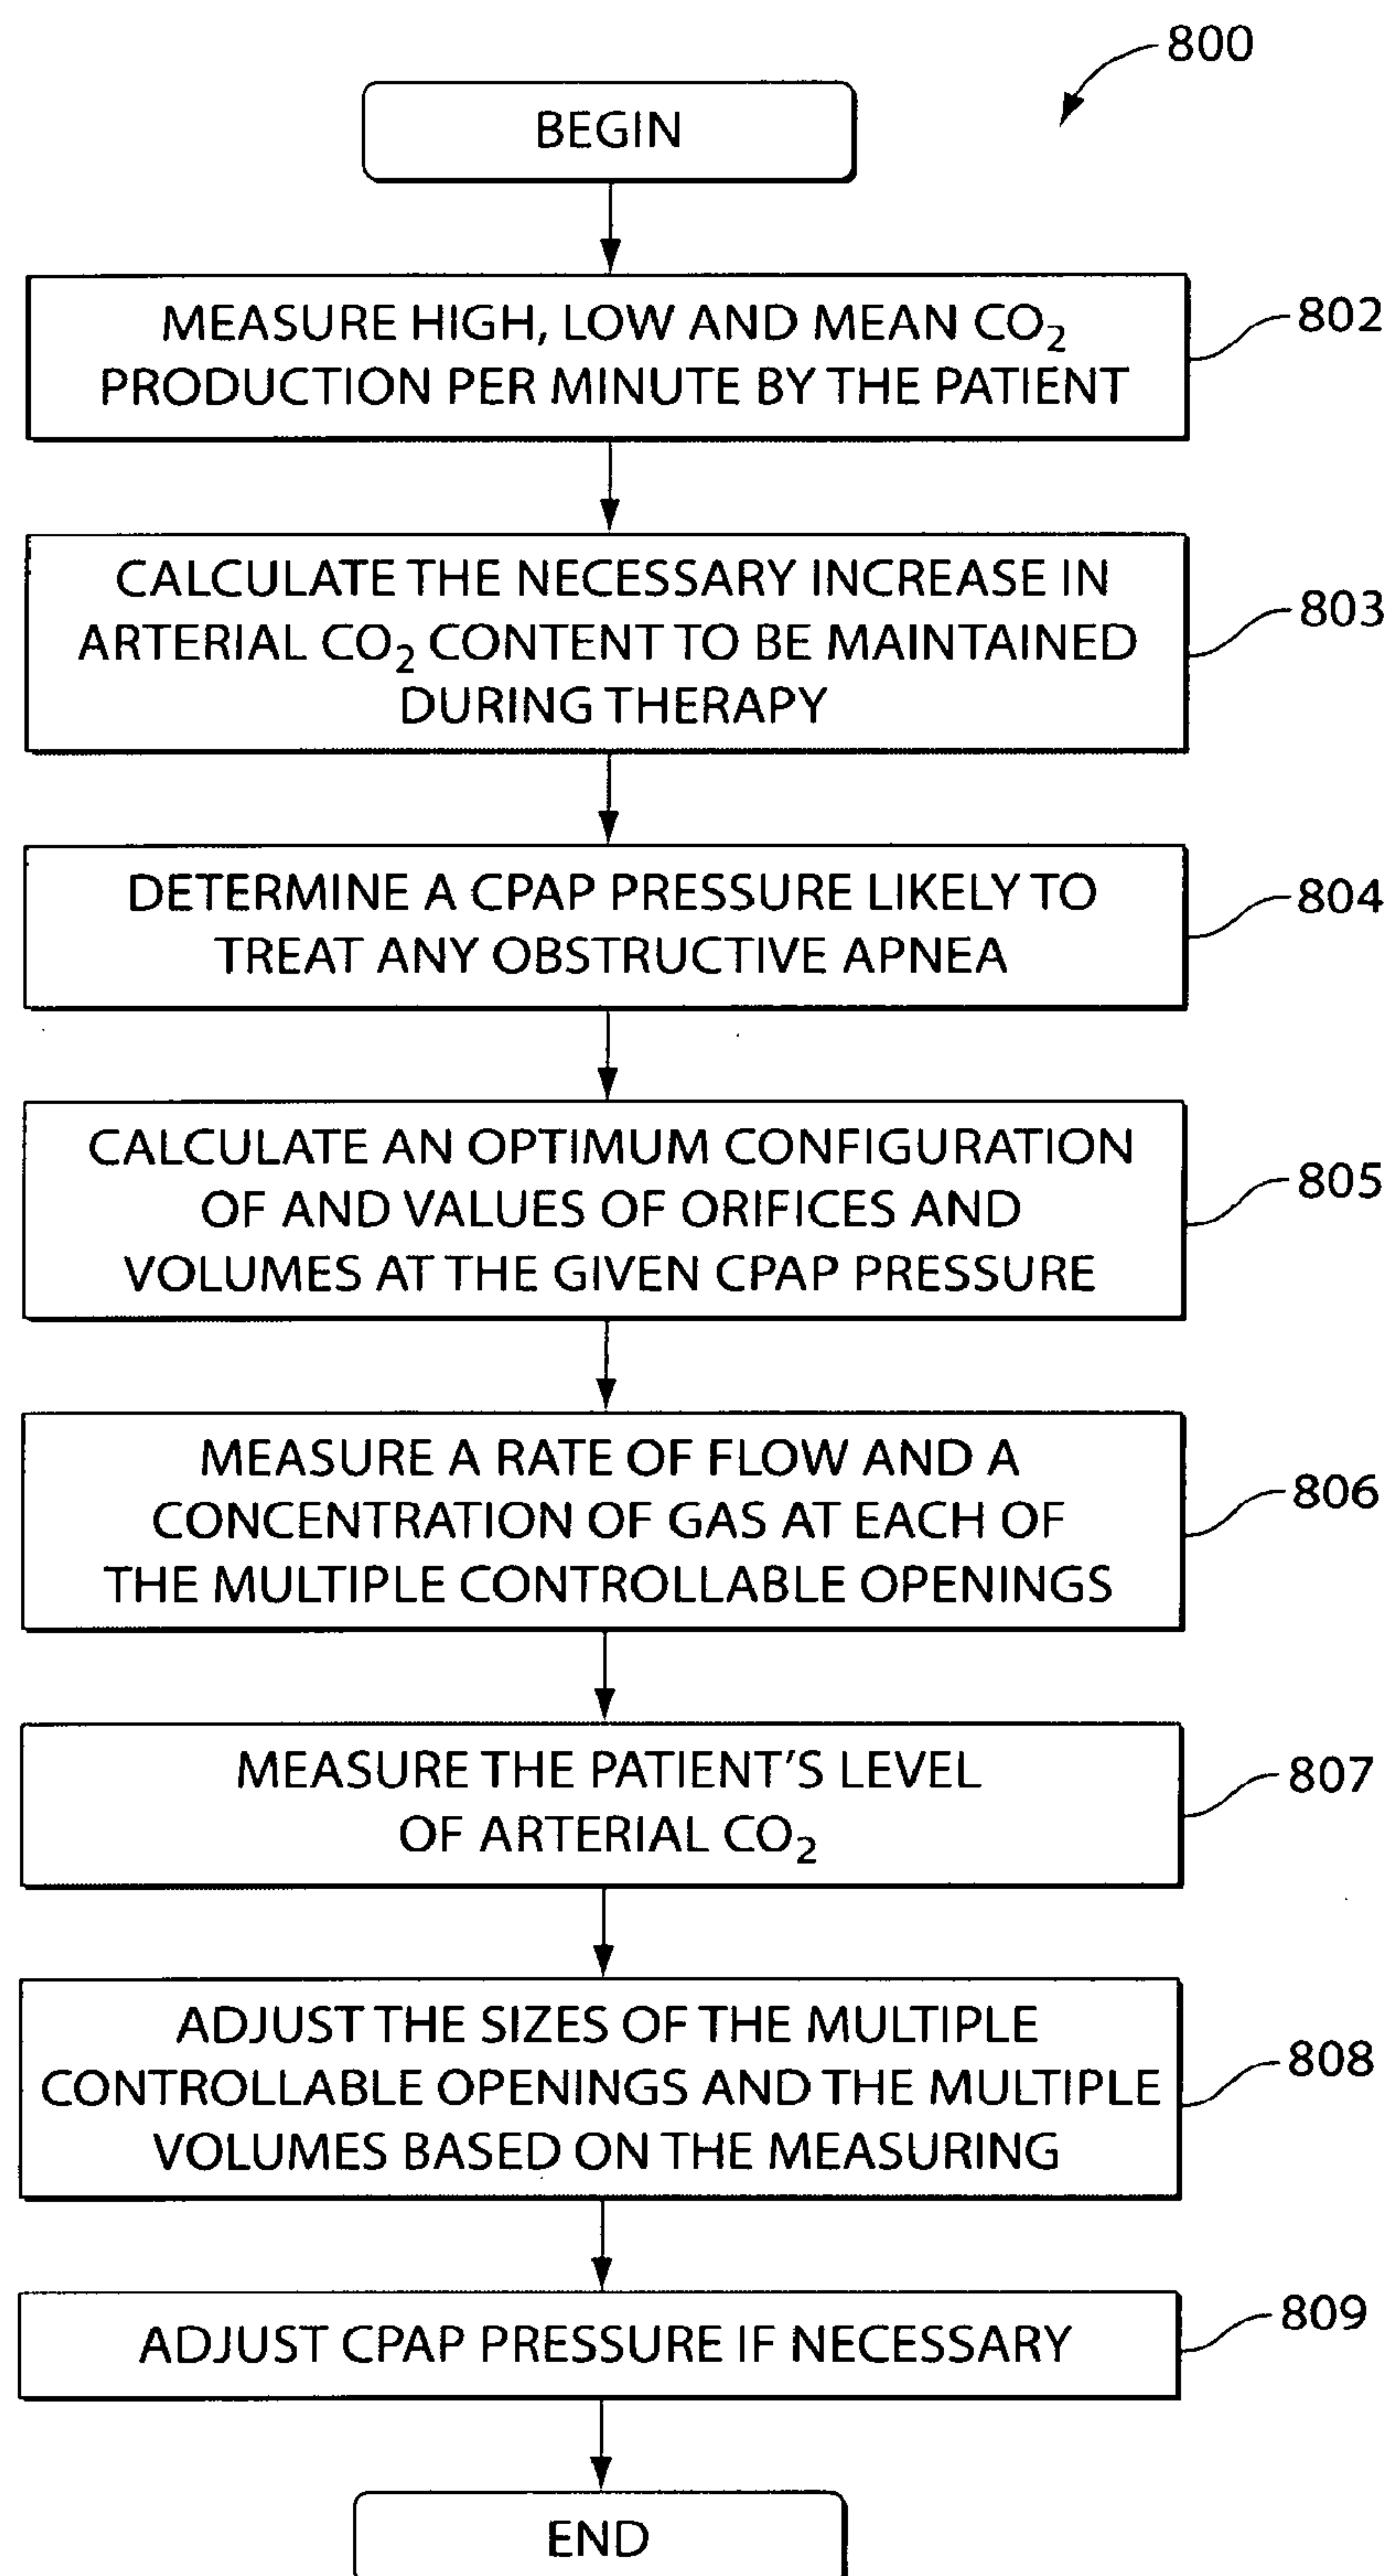 800
BEGIN
MEASURE HIGH, LOW AND MEAN CO₂
PRODUCTION PER MINUTE BY THE PATIENT
802
CALCULATE THE NECESSARY INCREASE IN
ARTERIAL CO₂ CONTENT TO BE MAINTAINED
DURING THERAPY
803
DETERMINE A CPAP PRESSURE LIKELY TO
TREAT ANY OBSTRUCTIVE APNEA
804
CALCULATE AN OPTIMUM CONFIGURATION
OF AND VALUES OF ORIFICES AND
VOLUMES AT THE GIVEN CPAP PRESSURE
805
MEASURE A RATE OF FLOW AND A
CONCENTRATION OF GAS AT EACH OF
THE MULTIPLE CONTROLLABLE OPENINGS
806
MEASURE THE PATIENT'S LEVEL
OF ARTERIAL CO₂
807
ADJUST THE SIZES OF THE MULTIPLE
CONTROLLABLE OPENINGS AND THE MULTIPLE
VOLUMES BASED ON THE MEASURING
808
ADJUST CPAP PRESSURE IF NECESSARY
809
END